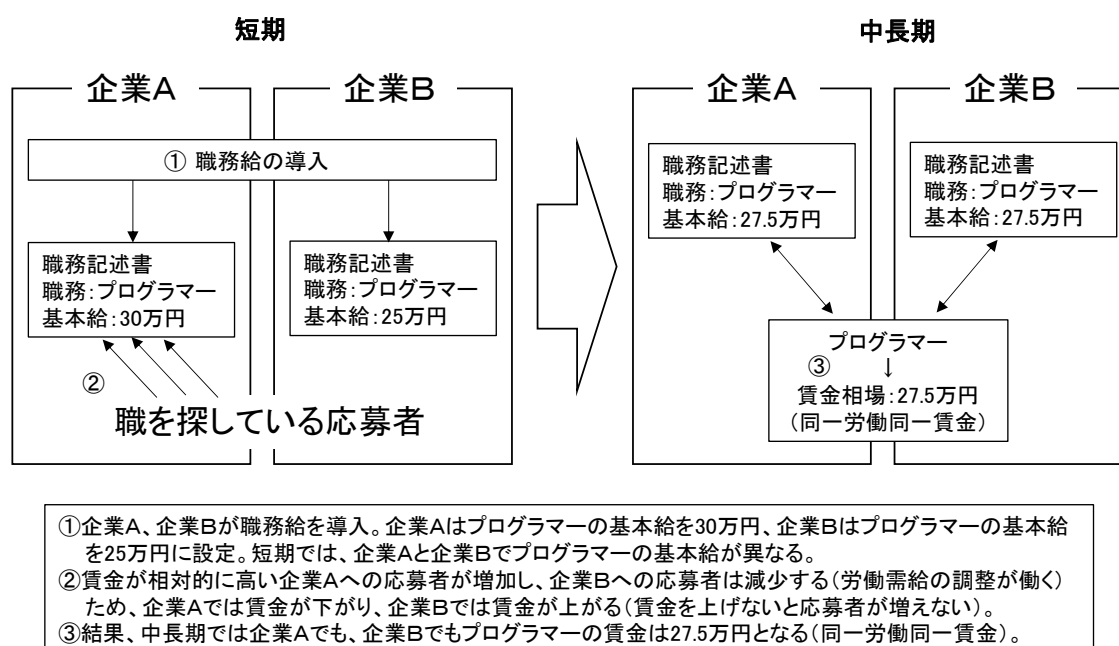 短期
中長期
企業A
企業B
企業A
企業B
① 職務給の導入
職務記述書
職務:プログラマー
基本給:30万円
職務記述書
職務:プログラマー
基本給:25万円
②
職を探している応募者
職務記述書
職務:プログラマー
基本給:27.5万円
職務記述書
職務:プログラマー
基本給:27.5万円
プログラマー
③ ↓
賃金相場:27.5万円
(同一労働同一賃金)
①企業A、企業Bが職務給を導入。企業Aはプログラマーの基本給を30万円、企業Bはプログラマーの基本給
を25万円に設定。短期では、企業Aと企業Bでプログラマーの基本給が異なる。
②賃金が相対的に高い企業Aへの応募者が増加し、企業Bへの応募者は減少する(労働需給の調整が働く)
ため、企業Aでは賃金が下がり、企業Bでは賃金が上がる(賃金を上げないと応募者が増えない)。
③結果、中長期では企業Aでも、企業Bでもプログラマーの賃金は27.5万円となる(同一労働同一賃金)。